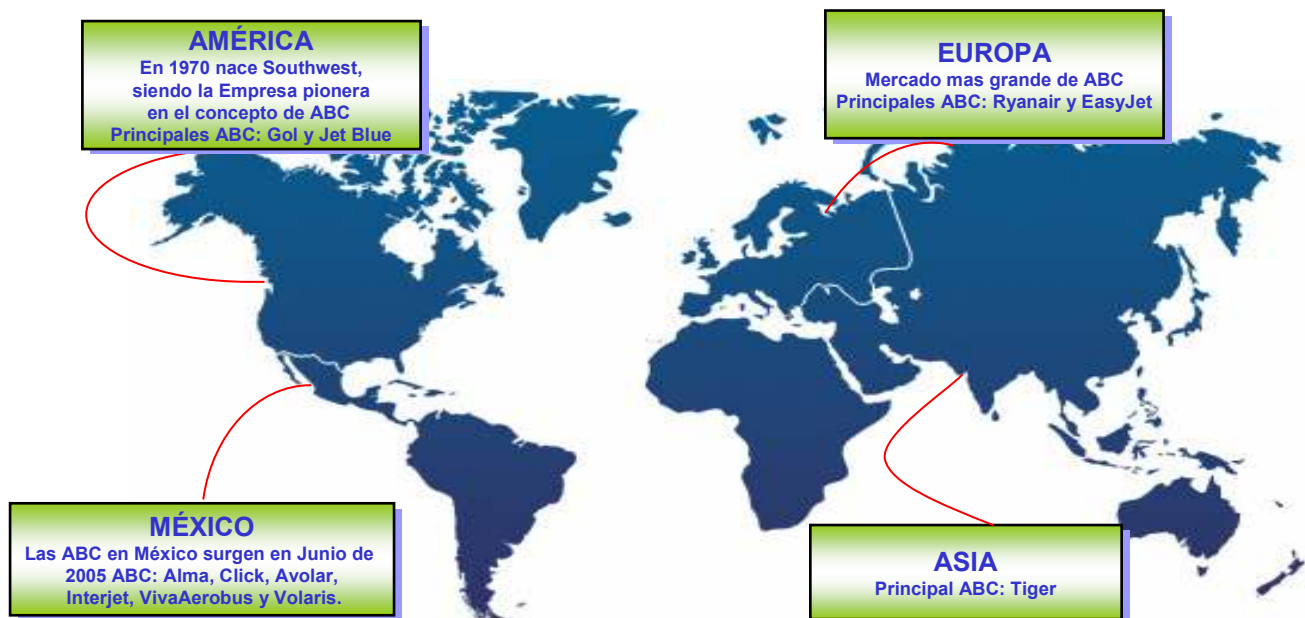 AMÉRICA
En 1970 nace Southwest,
siendo la Empresa pionera
en el concepto de ABC
Principales ABC: Gol y Jet Blue
EUROPA
Mercado mas grande de ABC
Principales ABC: Ryanair y EasyJet
MÉXICO
Las ABC en México surgen en Junio de
2005 ABC: Alma, Click, Avolar,
Interjet, VivaAerobus y Volaris.
ASIA
Principal ABC: Tiger